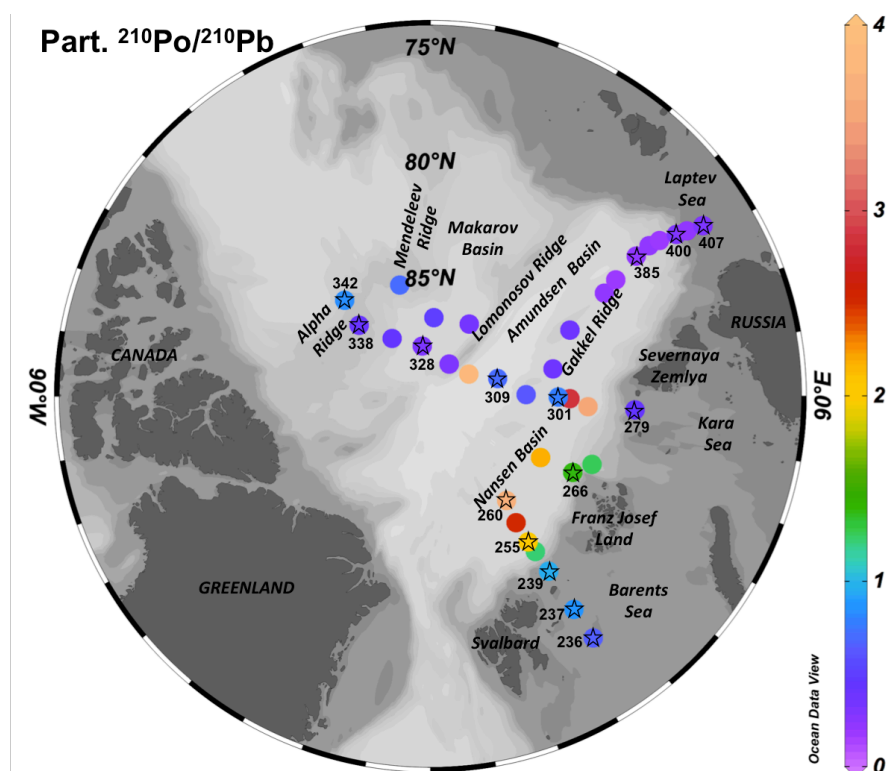 Part. ²¹⁰Po/²¹⁰Pb
75°N
4
80°N
Laptev
Sea
Mendeleev
Ridge
Makarov
Basin
3
407
400
Lomonosov Ridge
Amundsen Basin
385
85°N
342
Alpha
Ridge
338
Gakkel Ridge
RUSSIA
CANADA
328
Severnaya
Zemlya
309
301
90°W
90°E
2
279
Kara
Sea
Nansen Basin
266
260
Franz Josef
Land
255
239
1
GREENLAND
Barents
Sea
237
236
Svalbard
Ocean Data View
0